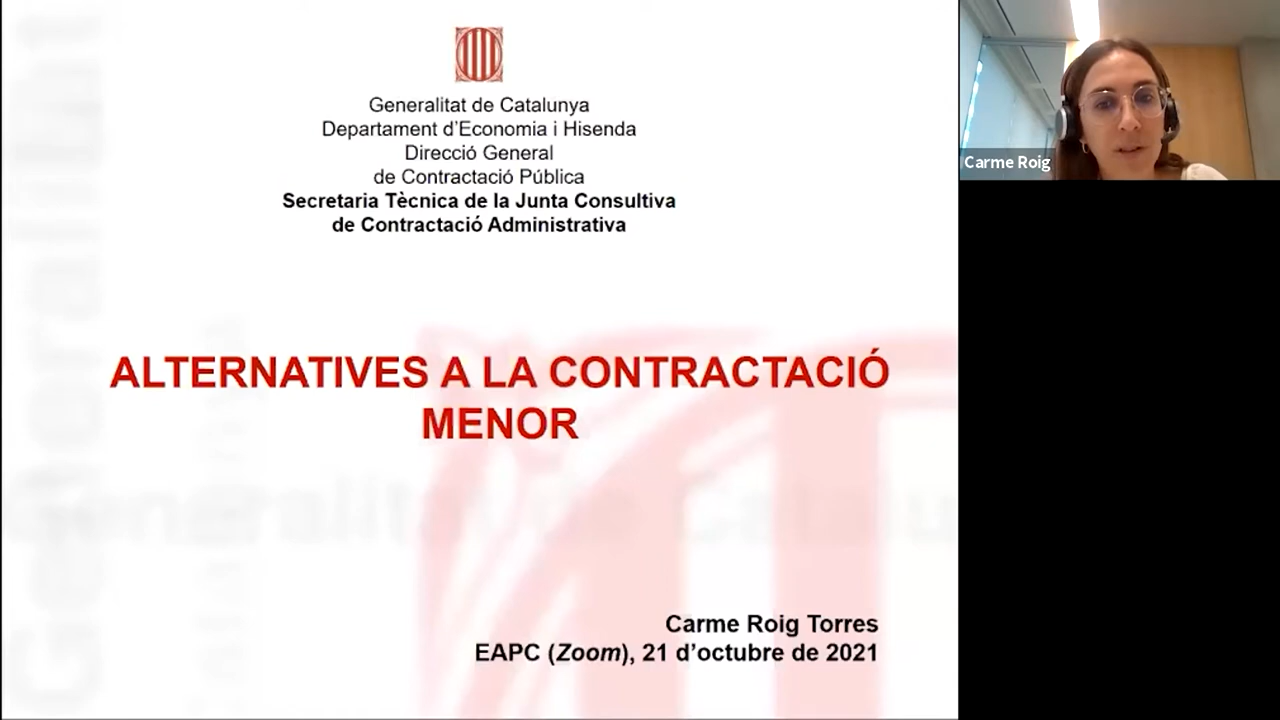 Generalitat de Catalunya
Departament d'Economia i Hisenda
Direcció General
de Contractació Pública
Secretaria Tècnica de la Junta Consultiva
de Contractació Administrativa
ALTERNATIVES A LA CONTRACTACIÓ
MENOR
Carme Roig Torres
EAPC (Zoom), 21 d'octubre de 2021
Carme Roig